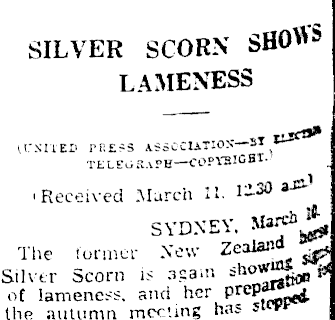 SILVER SCORN SHOWS
LAMENESS
(UNITED PRESS ASSOCIATION—BY ELECTRIC
TELEGRAPH—COPYRIGHT.)
(Received March 11, 12.30 a.m.)
SYDNEY, March 10.
The former New Zealand horse
Silver Scorn is again showing signs
of lameness, and her preparation for
the autumn meeting has stopped.